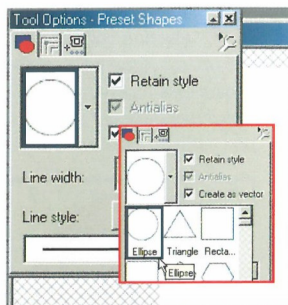 Tool Options - Preset Shapes
Retain style
Antialias
Line width:
Line style:
Retain style
Antialias
Create as vector
Ellipse Triangle Recta...
Ellipse